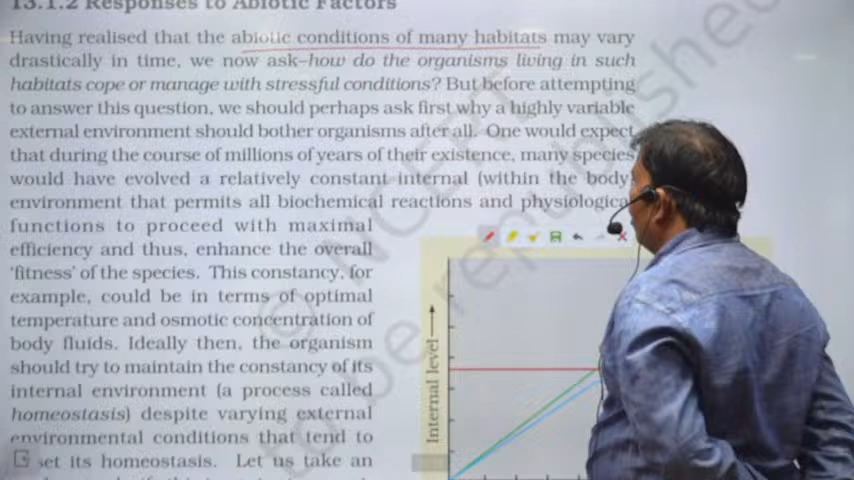 13.1.2 Responses to Abiotic Factors
Having realised that the abiotic conditions of many habitats may vary
drastically in time, we now ask–how do the organisms living in such
habitats cope or manage with stressful conditions? But before attempting
to answer this question, we should perhaps ask first why a highly variable
external environment should bother organisms after all. One would expect
that during the course of millions of years of their existence, many species
would have evolved a relatively constant internal (within the body)
environment that permits all biochemical reactions and physiological
functions to proceed with maximal
efficiency and thus, enhance the overall
‘fitness’ of the species. This constancy, for
example, could be in terms of optimal
temperature and osmotic concentration of
body fluids. Ideally then, the organism
should try to maintain the constancy of its
internal environment (a process called
homeostasis) despite varying external
environmental conditions that tend to
set its homeostasis. Let us take an
Internal level
© NCERT
to be republished